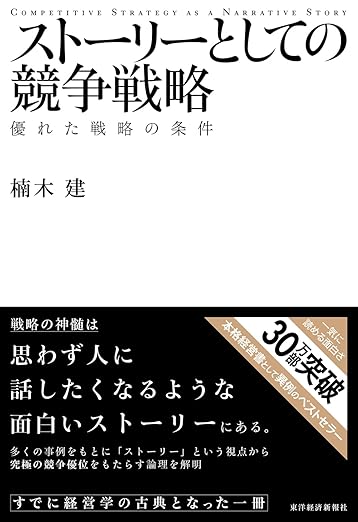 COMPETITIVE STRATEGY AS A NARRATIVE STORY
ストーリーとしての
競争戦略
優れた戦略の条件
楠木 建
戦略の神髄は
思わず人に
話したくなるような
面白いストーリーにある。
多くの事例をもとに「ストーリー」という視点から
究極の競争優位をもたらす論理を解明
すでに経営学の古典となった一冊
一気に
読める面白さ
30万部突破
本格経営書として異例のベストセラー
東洋経済新報社